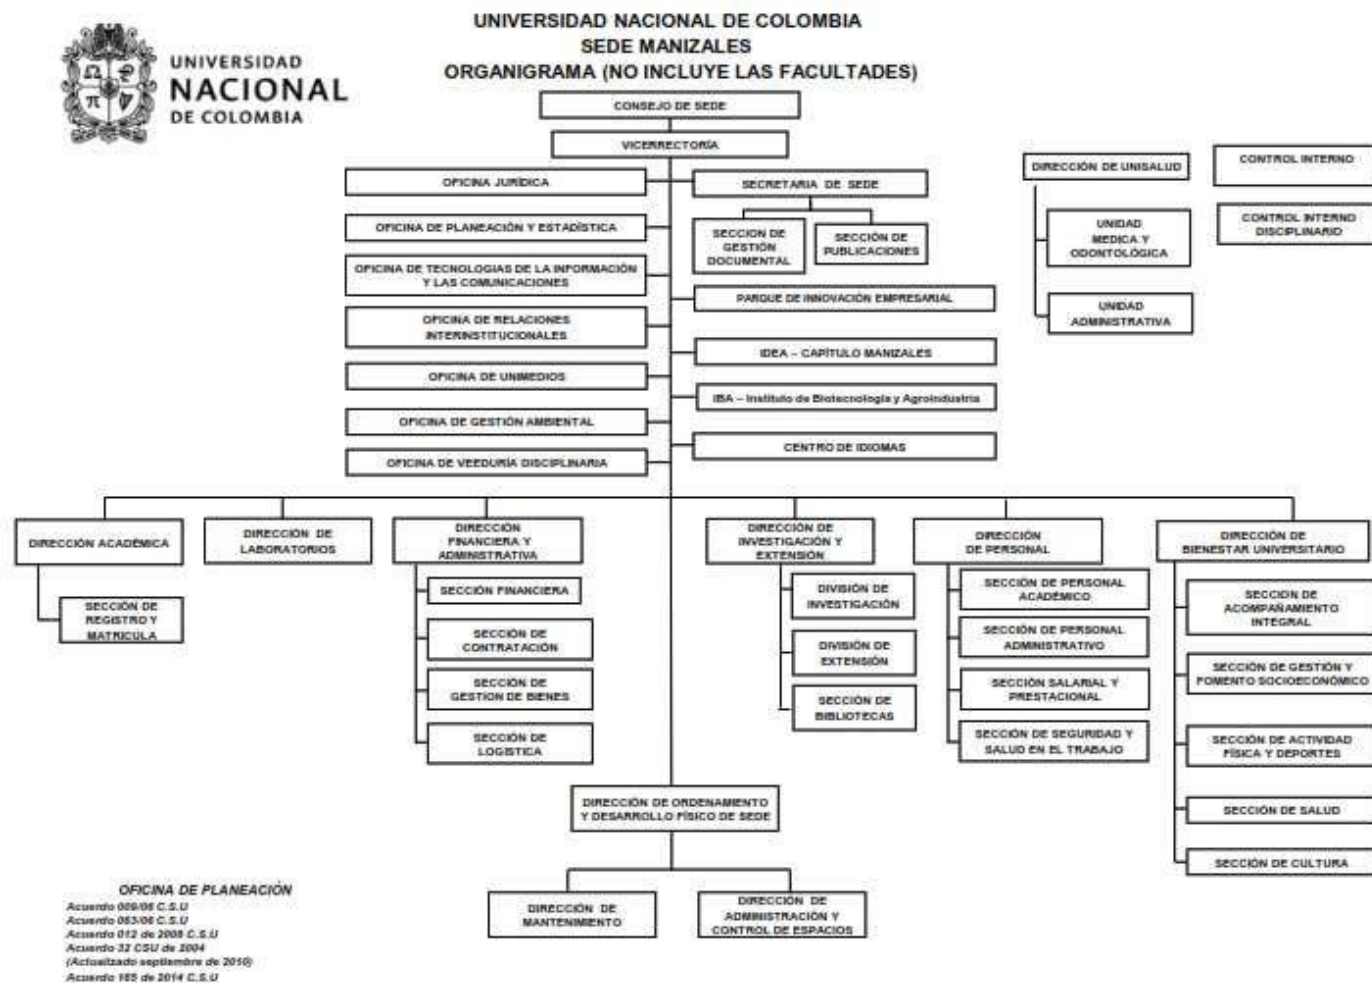 UNIVERSIDAD NACIONAL DE COLOMBIA
SEDE MANIZALES
ORGANIGRAMA (NO INCLUYE LAS FACULTADES)
UNIVERSIDAD
NACIONAL
DE COLOMBIA
CONSEJO DE SEDE
VICERRECTORÍA
OFICINA JURÍDICA
SECRETARIA DE SEDE
OFICINA DE PLANEACIÓN Y ESTADÍSTICA
SECCION DE
GESTIÓN
DOCUMENTAL
SECCIÓN DE
PUBLICACIONES
OFICINA DE TECNOLOGIAS DE LA INFORMACIÓN
Y LAS COMUNICACIONES
PARQUE DE INNOVACIÓN EMPRESARIAL
OFICINA DE RELACIONES
INTERINSTITUCIONALES
IDEA – CAPÍTULO MANIZALES
OFICINA DE UNIMEDIOS
IBA – Instituto de Biotecnología y Agroindustria
OFICINA DE GESTIÓN AMBIENTAL
CENTRO DE IDIOMAS
OFICINA DE VEEDURÍA DISCIPLINARIA
DIRECCIÓN DE UNISALUD
UNIDAD
MEDICA Y
ODONTOLÓGICA
UNIDAD
ADMINISTRATIVA
CONTROL INTERNO
CONTROL INTERNO
DISCIPLINARIO
DIRECCIÓN ACADÉMICA
SECCIÓN DE
REGISTRO Y
MATRICULA
DIRECCIÓN DE
LABORATORIOS
DIRECCIÓN
FINANCIERA Y
ADMINISTRATIVA
SECCIÓN FINANCIERA
SECCIÓN DE
CONTRATACIÓN
SECCIÓN DE
GESTION DE BIENES
SECCIÓN DE
LOGISTICA
DIRECCIÓN DE
INVESTIGACIÓN Y
EXTENSIÓN
DIVISIÓN DE
INVESTIGACIÓN
DIVISIÓN DE
EXTENSIÓN
SECCIÓN DE
BIBLIOTECAS
DIRECCIÓN
DE PERSONAL
SECCIÓN DE PERSONAL
ACADÉMICO
SECCIÓN DE PERSONAL
ADMINISTRATIVO
SECCIÓN SALARIAL Y
PRESTACIONAL
SECCIÓN DE SEGURIDAD Y
SALUD EN EL TRABAJO
DIRECCIÓN DE
BIENESTAR UNIVERSITARIO
SECCION DE
ACOMPAÑAMIENTO
INTEGRAL
SECCIÓN DE GESTIÓN Y
FOMENTO SOCIOECONÓMICO
SECCIÓN DE ACTIVIDAD
FÍSICA Y DEPORTES
SECCIÓN DE SALUD
SECCIÓN DE CULTURA
DIRECCIÓN DE ORDENAMIENTO
Y DESARROLLO FÍSICO DE SEDE
DIRECCIÓN DE
MANTENIMIENTO
DIRECCIÓN DE
ADMINISTRACIÓN Y
CONTROL DE ESPACIOS
OFICINA DE PLANEACIÓN
Acuerdo C.S.U
Acuerdo C.S.U
Acuerdo 012 de C.S.U
Acuerdo 32 CSU de 2004
(Actualizado septiembre de 2010)
Acuerdo de 2014 C.S.U